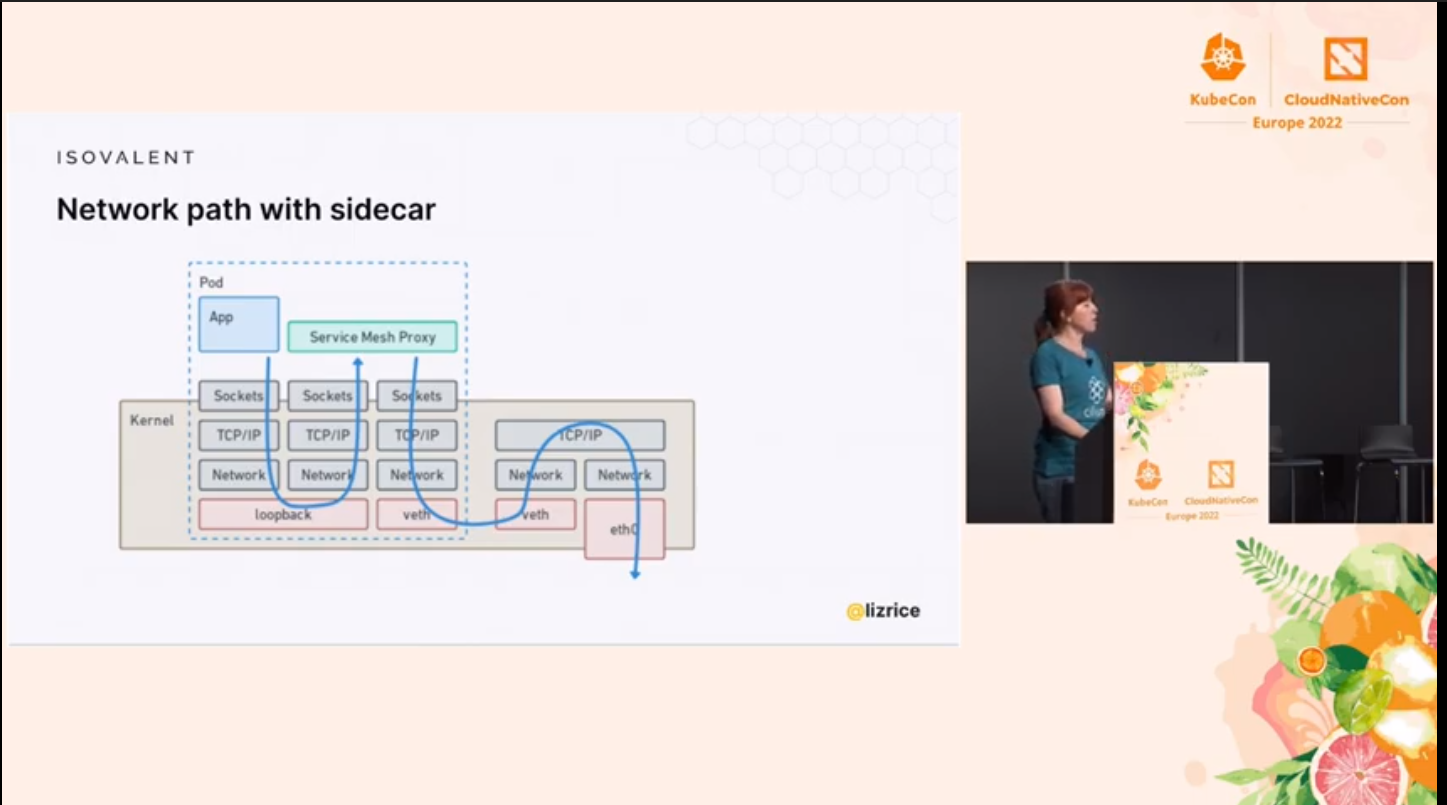 KubeCon
CloudNativeCon
Europe 2022
ISOVALENT
Network path with sidecar
Pod
App
Service Mesh Proxy
Sockets Sockets Sockets
Kernel
TCP/IP TCP/IP TCP/IP TCP/IP
Network Network Network Network Network
loopback veth veth
eth0
@lizrice
cilium
KubeCon
CloudNativeCon
Europe 2022